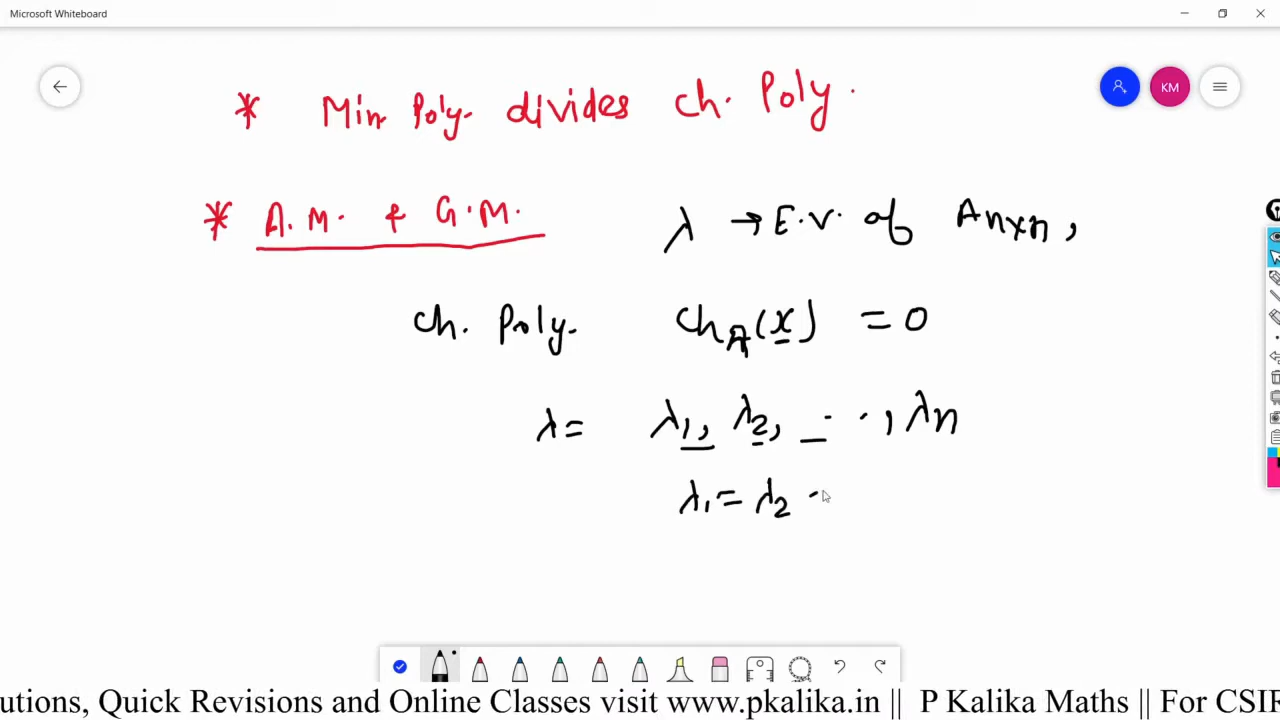 Microsoft Whiteboard
KM
* Min Poly. divides ch. Poly.
* A.M. & G.M. λ → E.V. of Anxn,
ch. Poly. ChA(x) = 0
λ= λ1, λ2, _ . . , λn
λ1 = λ2 -
utions, Quick Revisions and Online Classes visit www.pkalika.in || P Kalika Maths || For CSIF